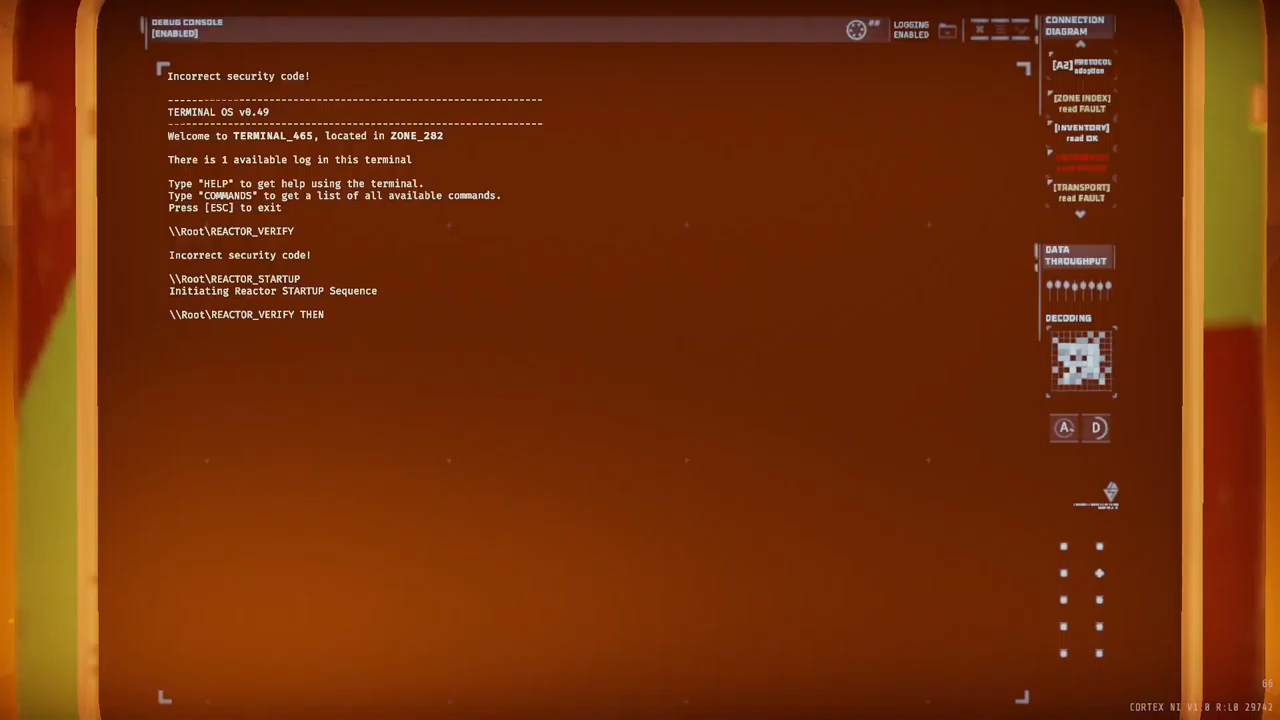 DEBUG CONSOLE
[ENABLED]
LOGGING
ENABLED
Incorrect security code!
--------------------------------------------------------------
TERMINAL OS v0.49
--------------------------------------------------------------
Welcome to TERMINAL_465, located in ZONE_282
There is 1 available log in this terminal
Type "HELP" to get help using the terminal.
Type "COMMANDS" to get a list of all available commands.
Press [ESC] to exit
\\Root\REACTOR_VERIFY
Incorrect security code!
\\Root\REACTOR_STARTUP
Initiating Reactor STARTUP Sequence
\\Root\REACTOR_VERIFY THEN
CONNECTION
DIAGRAM
[A2] PROTOCOL
adoption
[ZONE INDEX]
read FAULT
[INVENTORY]
read OK
[TRANSPORT]
read FAULT
DATA
THROUGHPUT
DECODING
A
D
66
CORTEX NI V1.0 R:L0 29742